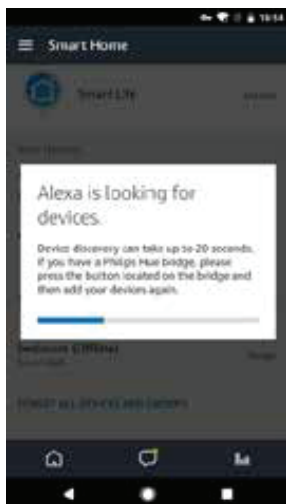 Smart Home
Smart Life
Alexa is looking for
devices.
Device discovery can take up to 20 seconds.
If you have a Philips Hue bridge, please
press the button located on the bridge and
then add your devices again.
FORGET ALL DEVICES AND GROUPS